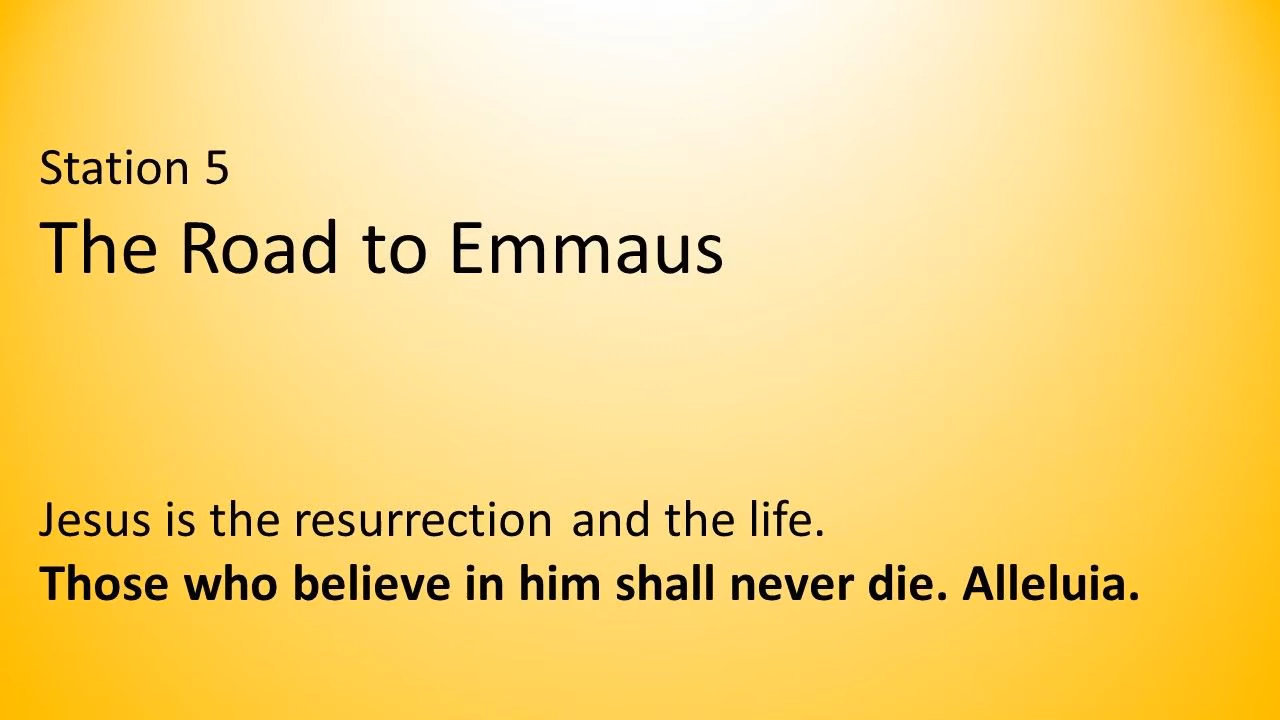 Station 5
The Road to Emmaus
Jesus is the resurrection and the life.
Those who believe in him shall never die. Alleluia.